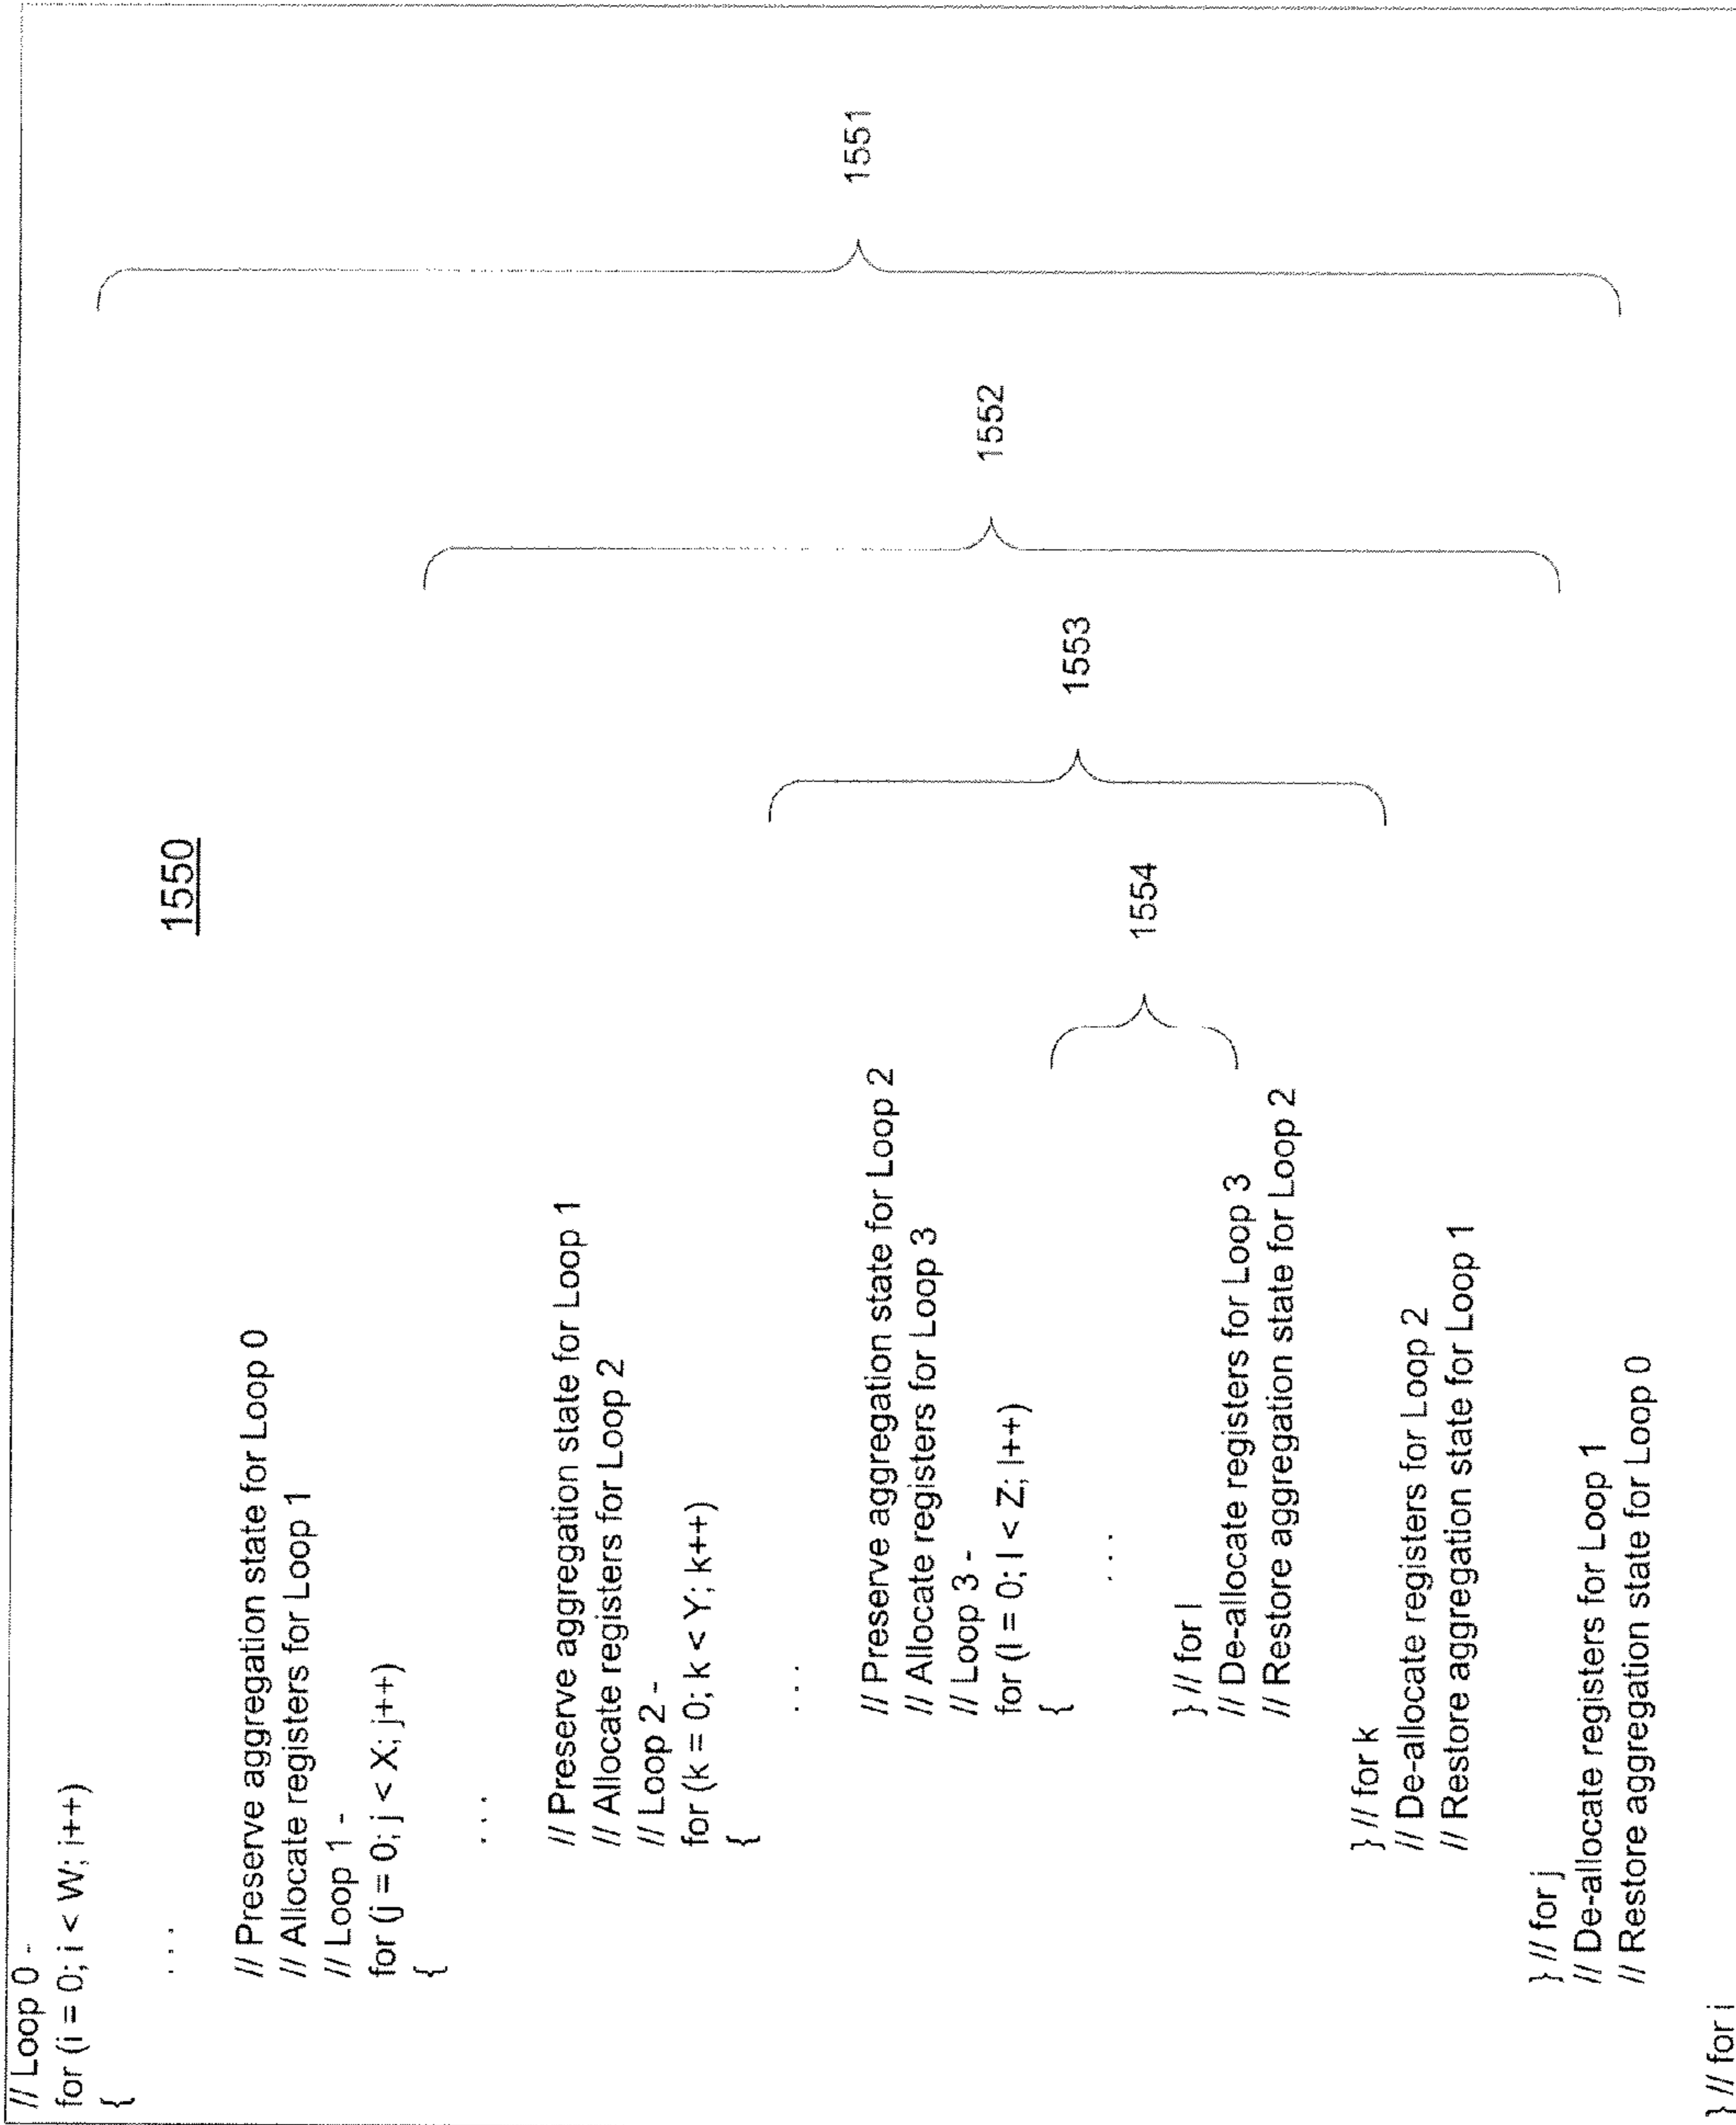 // Loop 0 -
for (i = 0; i < W; i++)
{
. . .
1550
// Preserve aggregation state for Loop 0
// Allocate registers for Loop 1
// Loop 1 -
for (j = 0; j < X; j++)
{
. . .
// Preserve aggregation state for Loop 1
// Allocate registers for Loop 2
// Loop 2 -
for (k = 0; k < Y; k++)
{
. . .
// Preserve aggregation state for Loop 2
// Allocate registers for Loop 3
// Loop 3 -
for (l = 0; l < Z; l++)
{
. . .
} // for l
// De-allocate registers for Loop 3
// Restore aggregation state for Loop 2
} // for k
// De-allocate registers for Loop 2
// Restore aggregation state for Loop 1
} // for j
// De-allocate registers for Loop 1
// Restore aggregation state for Loop 0
} // for i
1554
1553
1552
1551